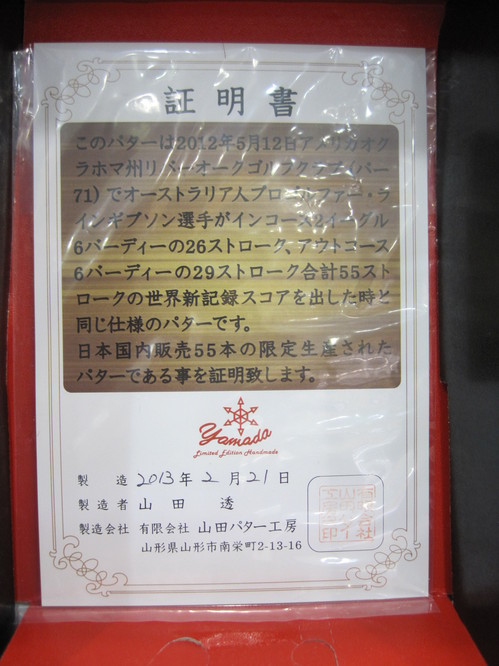 証明書
このパターは2012年5月12日アメリカオク
ラホマ州リバーオークゴルフクラブ(パー
71)でオーストラリア人プロゴルファー・ラ
インギブソン選手がインコース2イーグル
6バーディーの26ストローク、アウトコース
6バーディーの29ストローク合計55スト
ロークの世界新記録スコアを出した時と
同じ仕様のパターです。
日本国内販売55本の限定生産された
パターである事を証明致します。
yamada
Limited Edition Handmade
製造 2013年2月21日
製造者 山田 透
製造会社 有限会社 山田パター工房
山形県山形市南栄町2-13-16